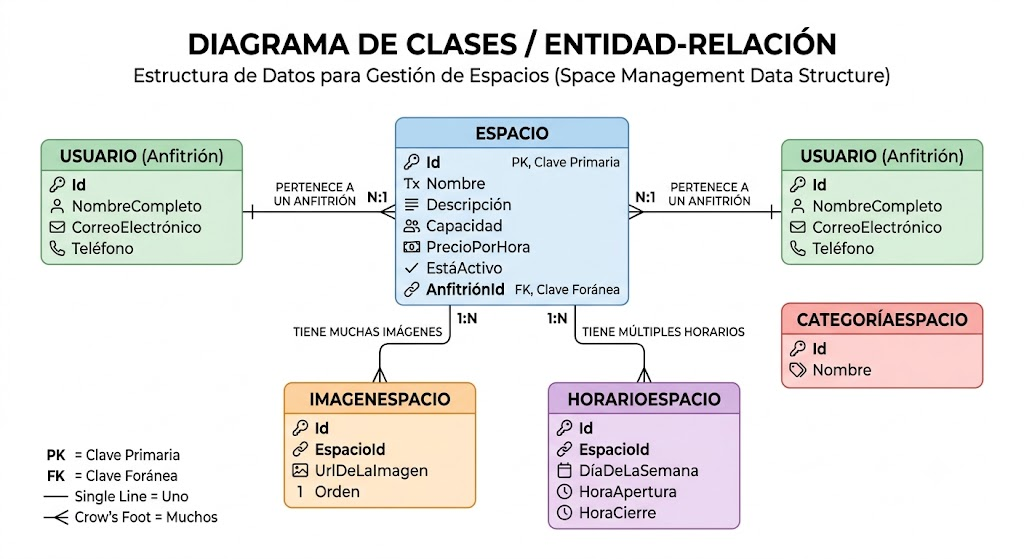 DIAGRAMA DE CLASES / ENTIDAD-RELACIÓN
Estructura de Datos para Gestión de Espacios (Space Management Data Structure)
USUARIO (Anfitrión)
Id
NombreCompleto
CorreoElectrónico
Teléfono
PERTENECE A
UN ANFITRIÓN
N:1
ESPACIO
Id PK, Clave Primaria
Tx Nombre
Descripción
Capacidad
PrecioPorHora
EstáActivo
AnfitriónId FK, Clave Foránea
N:1
PERTENECE A
UN ANFITRIÓN
USUARIO (Anfitrión)
Id
NombreCompleto
CorreoElectrónico
Teléfono
1:N
TIENE MUCHAS IMÁGENES
1:N
TIENE MÚLTIPLES HORARIOS
CATEGORÍAESPACIO
Id
Nombre
IMAGENESPACIO
Id
EspacioId
UrlDeLaImagen
1 Orden
HORARIOESPACIO
Id
EspacioId
DíaDeLaSemana
HoraApertura
HoraCierre
PK = Clave Primaria
FK = Clave Foránea
Single Line = Uno
Crow's Foot = Muchos